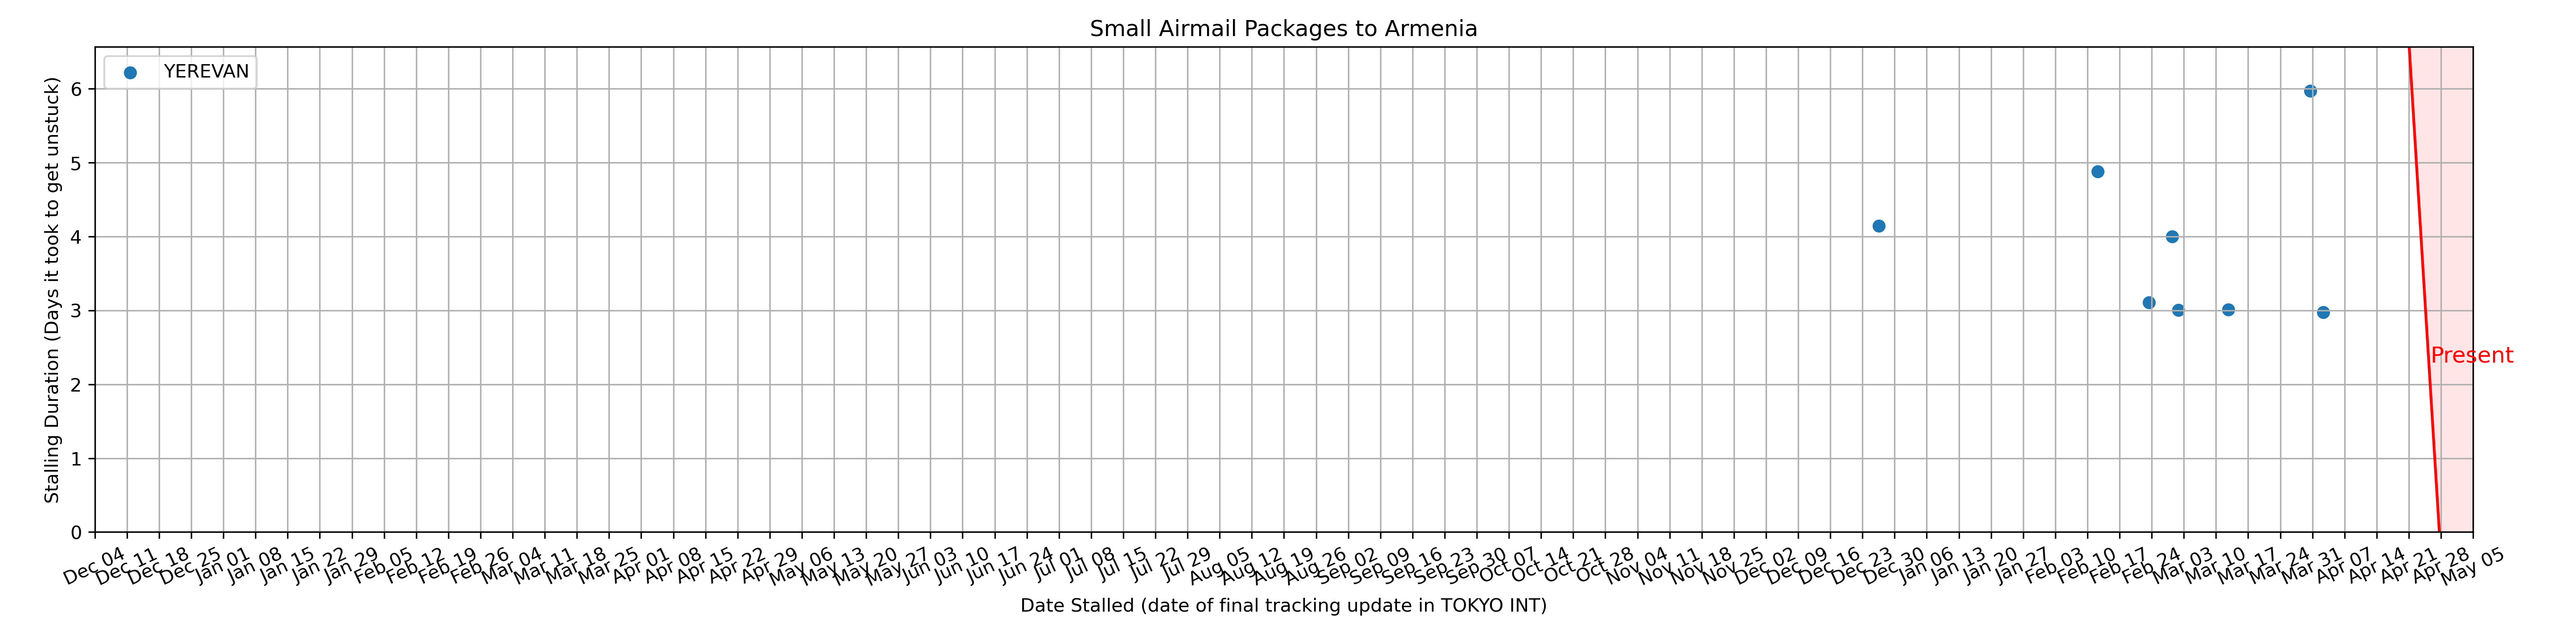 Small Airmail Packages to Armenia
YEREVAN
Stalling Duration (Days it took to get unstuck)
6
5
4
3
2
1
0
Present
Dec 04
Dec 11
Dec 18
Dec 25
Jan 01
Jan 08
Jan 15
Jan 22
Jan 29
Feb 05
Feb 12
Feb 19
Feb 26
Mar 04
Mar 11
Mar 18
Mar 25
Apr 01
Apr 08
Apr 15
Apr 22
Apr 29
May 06
May 13
May 20
May 27
Jun 03
Jun 10
Jun 17
Jun 24
Jul 01
Jul 08
Jul 15
Jul 22
Jul 29
Aug 05
Aug 12
Aug 19
Aug 26
Sep 02
Sep 09
Sep 16
Sep 23
Sep 30
Oct 07
Oct 14
Oct 21
Oct 28
Nov 04
Nov 11
Nov 18
Nov 25
Dec 02
Dec 09
Dec 16
Dec 23
Dec 30
Jan 06
Jan 13
Jan 20
Jan 27
Feb 03
Feb 10
Feb 17
Feb 24
Mar 03
Mar 10
Mar 17
Mar 24
Mar 31
Apr 07
Apr 14
Apr 21
Apr 28
May 05
Date Stalled (date of final tracking update in TOKYO INT)